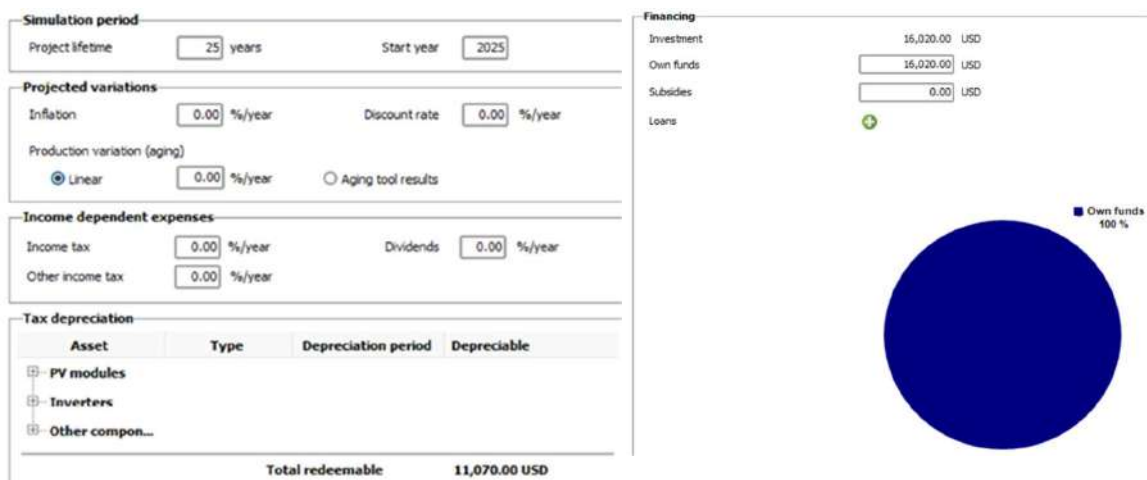 Simulation period
Project lifetime 25 years Start year 2025
Projected variations
Inflation 0.00 %/year Discount rate 0.00 %/year
Production variation (aging)
Linear 0.00 %/year Aging tool results
Income dependent expenses
Income tax 0.00 %/year Dividends 0.00 %/year
Other income tax 0.00 %/year
Tax depreciation
Asset Type Depreciation period Depreciable
PV modules
Inverters
Other compon...
Total redeemable 11,070.00 USD
Financing
Investment 16,020.00 USD
Own funds 16,020.00 USD
Subsidies 0.00 USD
Loans
Own funds
100 %